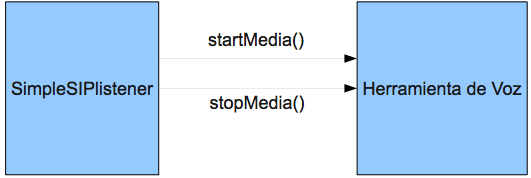 startMedia()
SimpleSIPlistener
Herramienta de Voz
stopMedia()